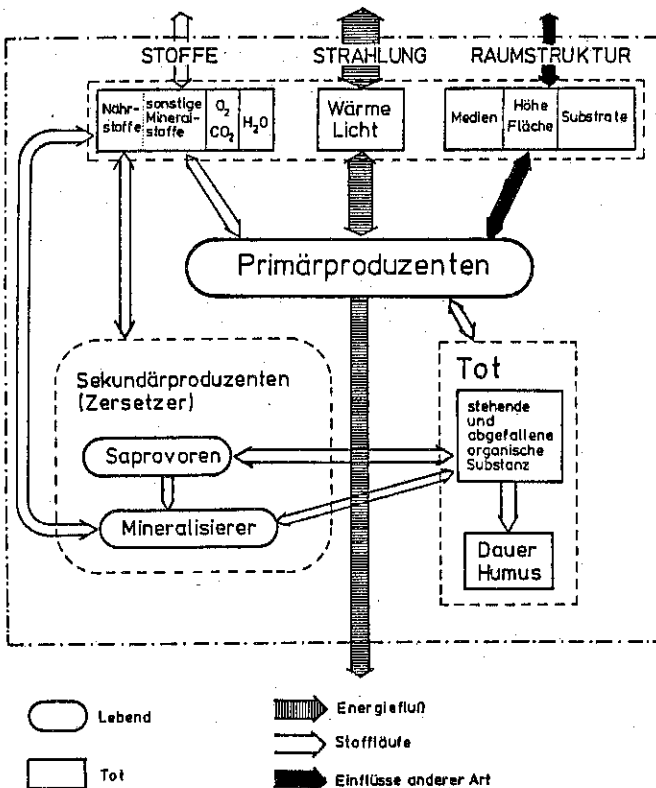 STOFFE
STRAHLUNG
RAUMSTRUKTUR
Nähr-
stoffe
sonstige
Mineral-
stoffe
O2
CO2
H2O
Wärme
Licht
Medien
Höhe
Fläche
Substrate
Primärproduzenten
Sekundärproduzenten
(Zersetzer)
Saprovoren
Mineralisierer
Tot
stehende
und
abgefallene
organische
Substanz
Dauer
Humus
Lebend
Tot
Energiefluß
Stoffläufe
Einflüsse anderer Art